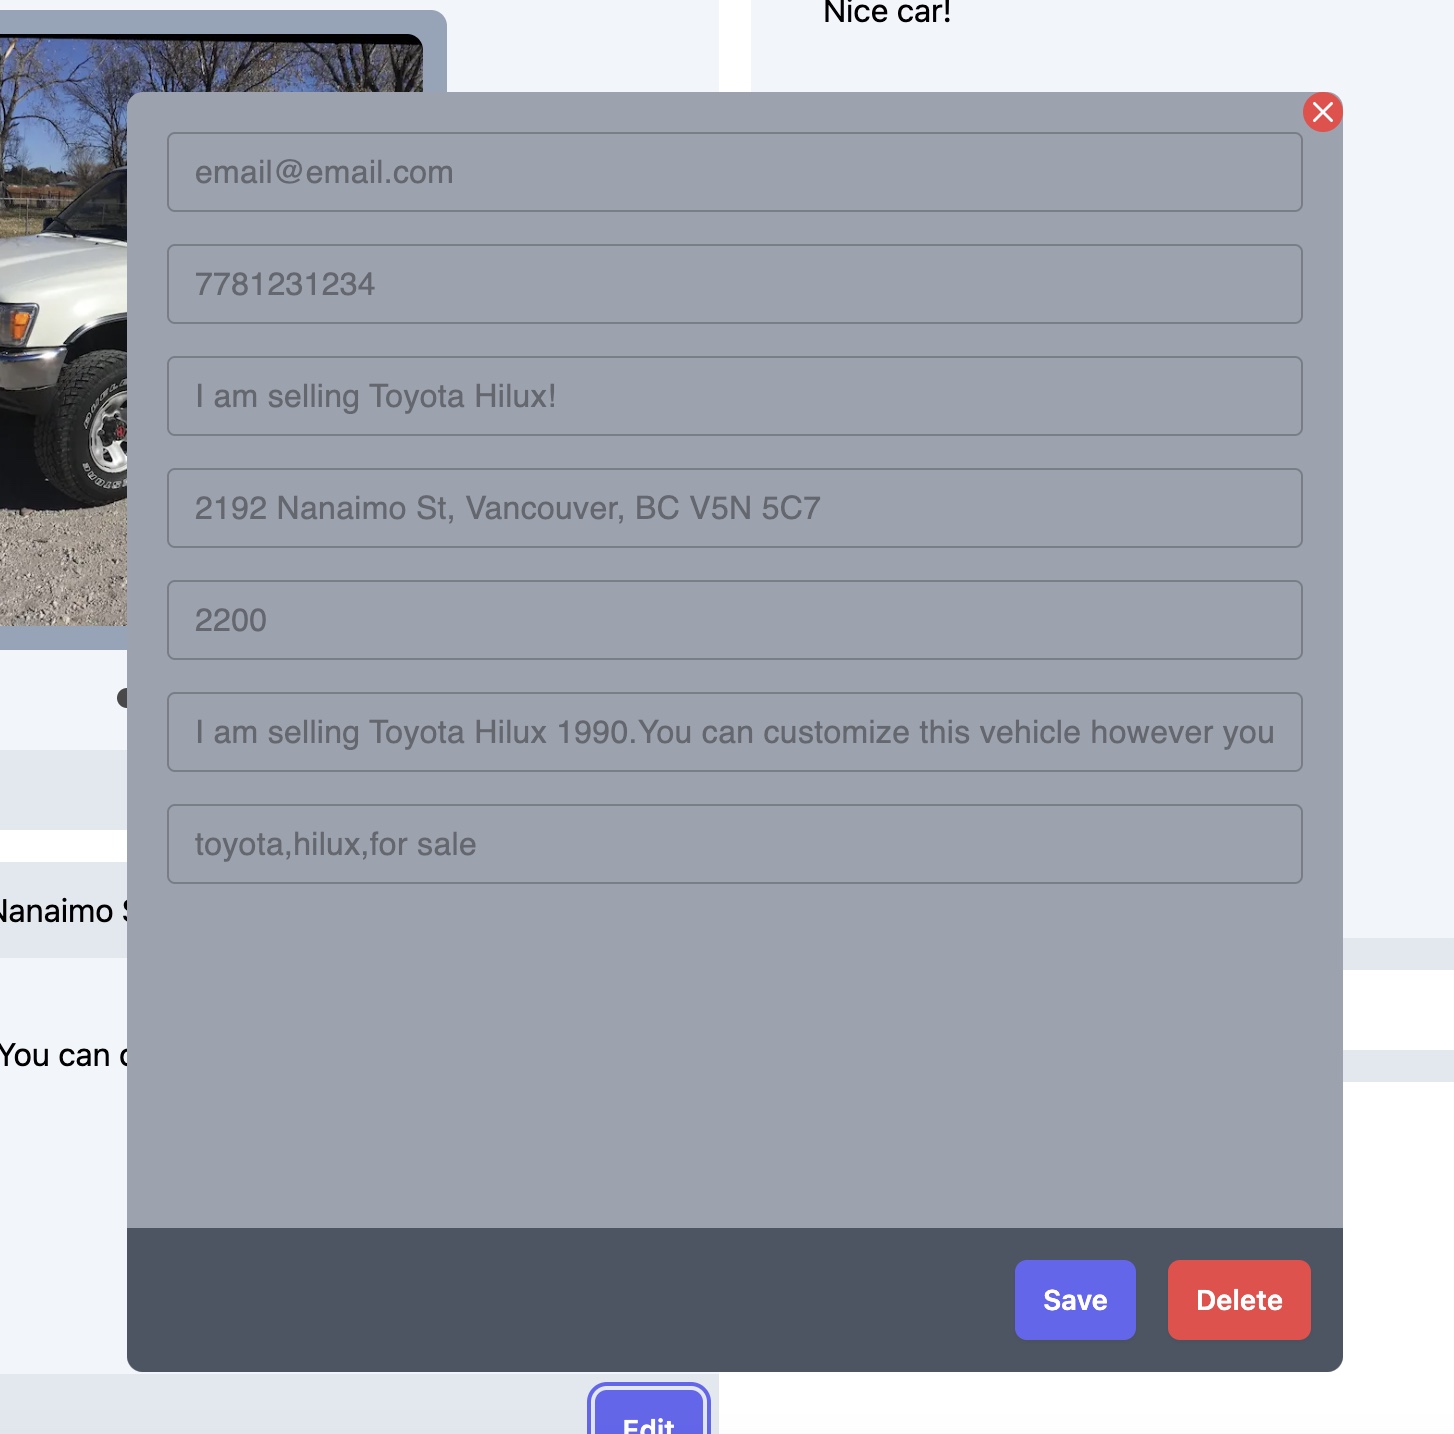 Nice car!
email@email.com
7781231234
I am selling Toyota Hilux!
2192 Nanaimo St, Vancouver, BC V5N 5C7
2200
I am selling Toyota Hilux 1990.You can customize this vehicle however you
toyota,hilux,for sale
Nanaimo
You can
Save
Delete
Edit